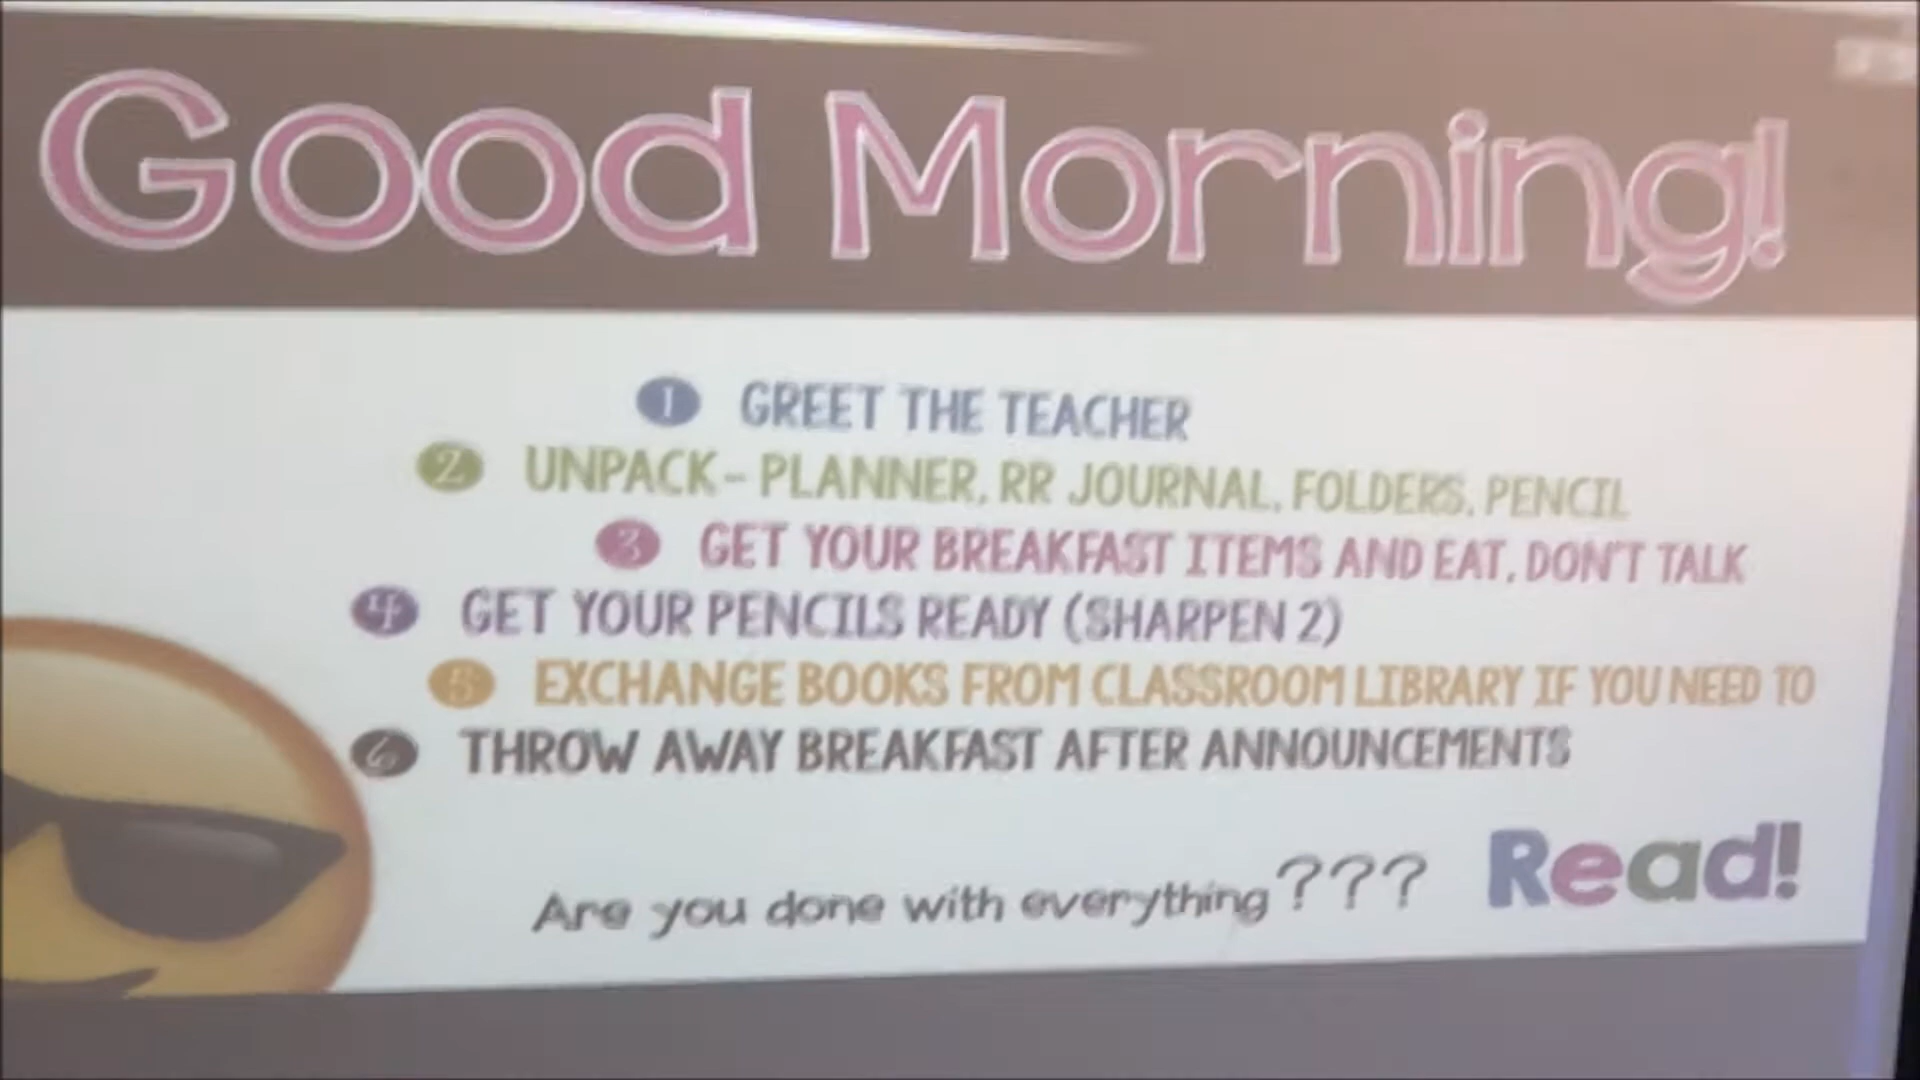 Good Morning!
1 GREET THE TEACHER
2 UNPACK- PLANNER, RR JOURNAL, FOLDERS, PENCIL
3 GET YOUR BREAKFAST ITEMS AND EAT, DON'T TALK
4 GET YOUR PENCILS READY (SHARPEN 2)
5 EXCHANGE BOOKS FROM CLASSROOM LIBRARY IF YOU NEED TO
6 THROW AWAY BREAKFAST AFTER ANNOUNCEMENTS
Are you done with everything??? Read!